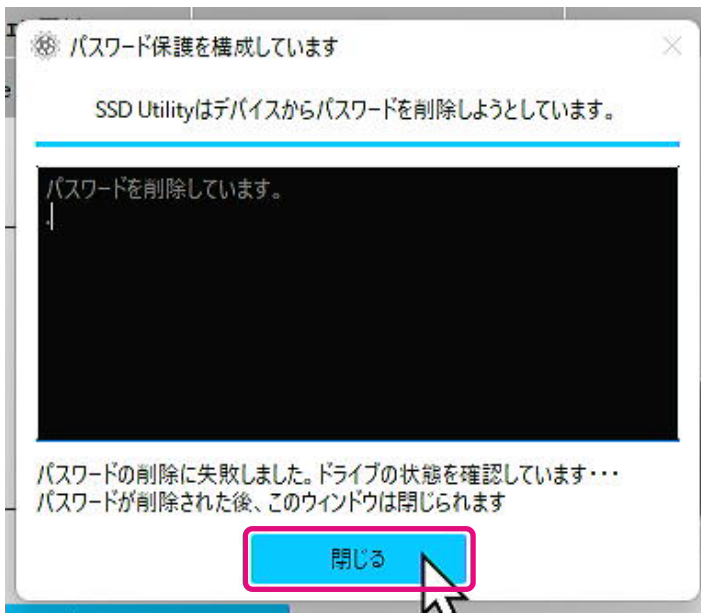 パスワード保護を構成しています
SSD Utilityはデバイスからパスワードを削除しようとしています。
パスワードを削除しています。
.
パスワードの削除に失敗しました。ドライブの状態を確認しています・・・
パスワードが削除された後、このウィンドウは閉じられます
閉じる